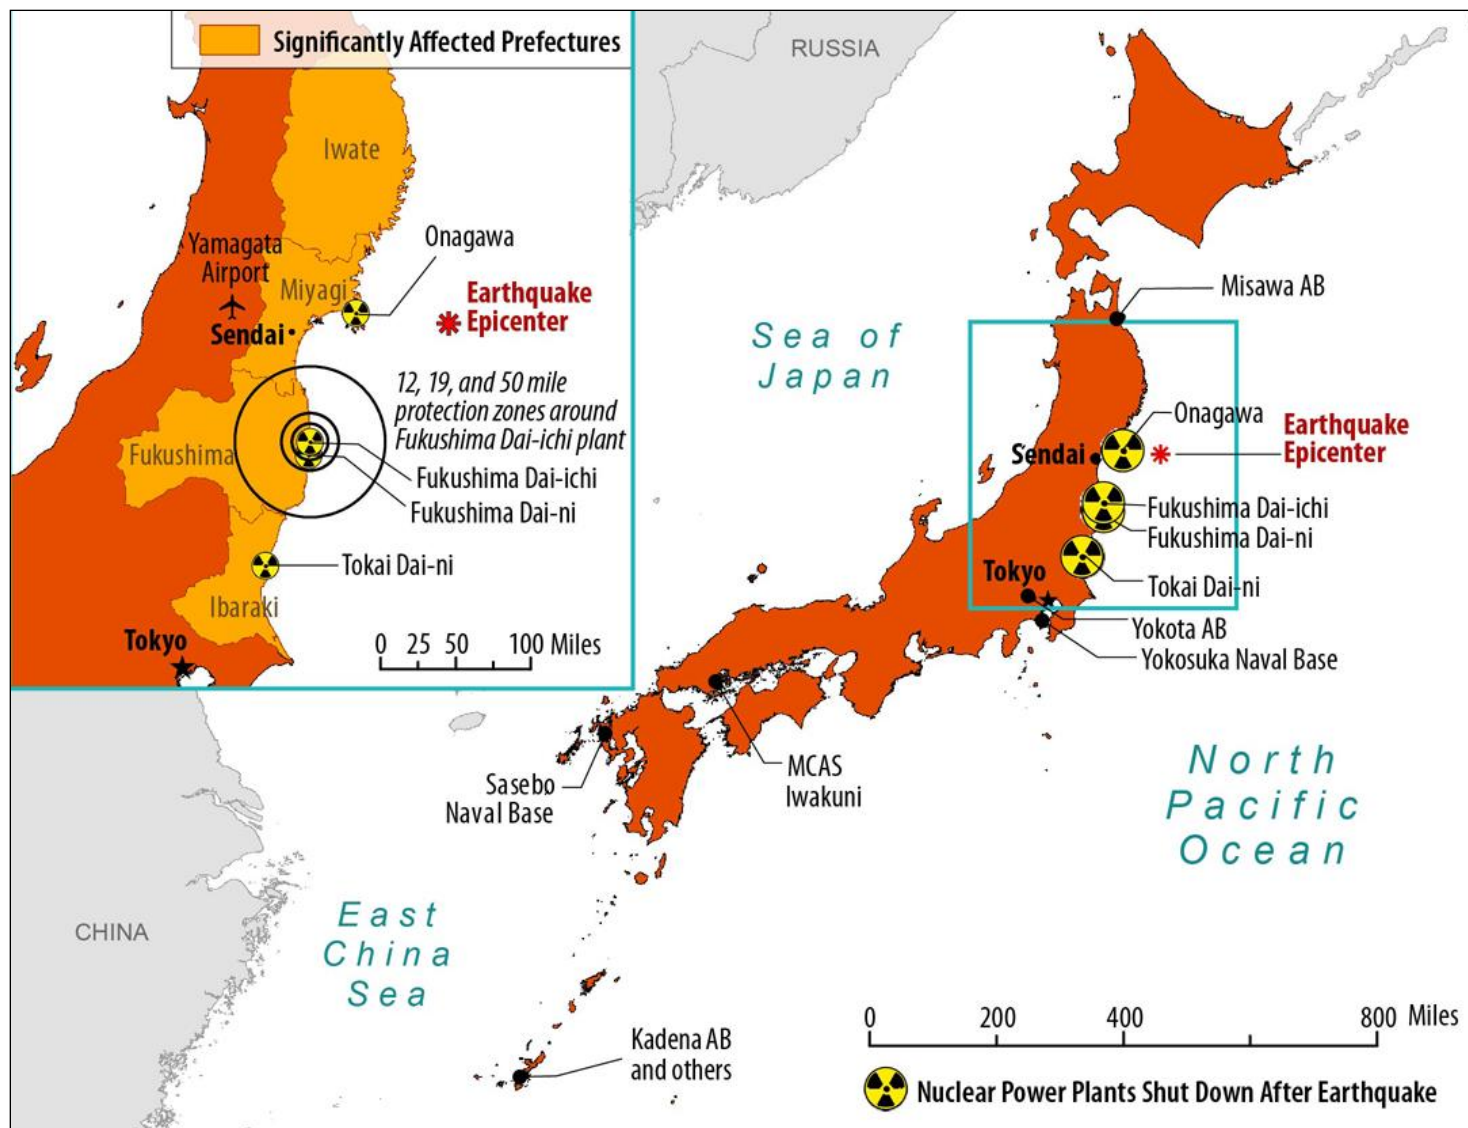 Significantly Affected Prefectures
Iwate
Yamagata
Airport
Onagawa
Miyagi
Earthquake
Epicenter
Sendai
12, 19, and 50 mile
protection zones around
Fukushima Dai-ichi plant
Fukushima
Fukushima Dai-ichi
Fukushima Dai-ni
Tokai Dai-ni
Ibaraki
Tokyo
0 25 50 100 Miles
RUSSIA
Misawa AB
Sea of
Japan
Onagawa
Earthquake
Epicenter
Sendai
Fukushima Dai-ichi
Fukushima Dai-ni
Tokyo
Tokai Dai-ni
Yokota AB
Yokosuka Naval Base
MCAS
Iwakuni
Sasebo
Naval Base
North
Pacific
Ocean
CHINA
East
China
Sea
Kadena AB
and others
0 200 400 800 Miles
Nuclear Power Plants Shut Down After Earthquake